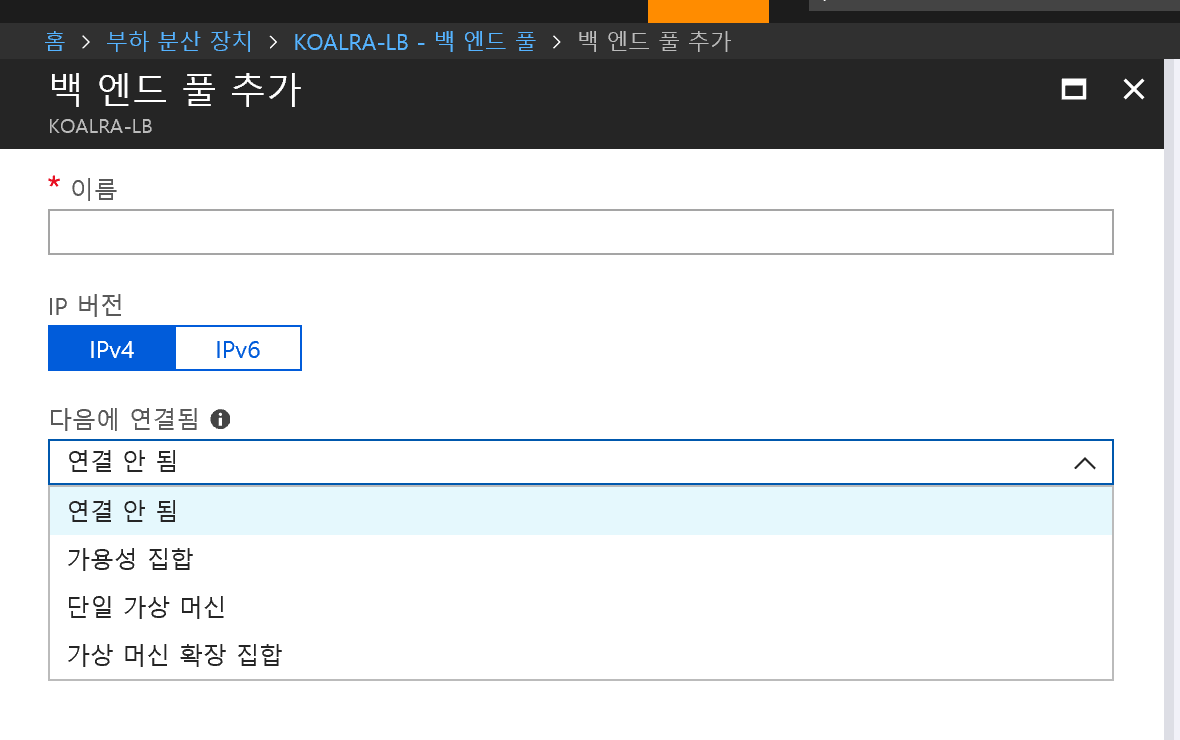 홈 > 부하 분산 장치 > KOALRA-LB - 백 엔드 풀 > 백 엔드 풀 추가
백 엔드 풀 추가
KOALRA-LB
* 이름
IP 버전
IPv4 IPv6
다음에 연결됨
연결 안 됨
연결 안 됨
가용성 집합
단일 가상 머신
가상 머신 확장 집합